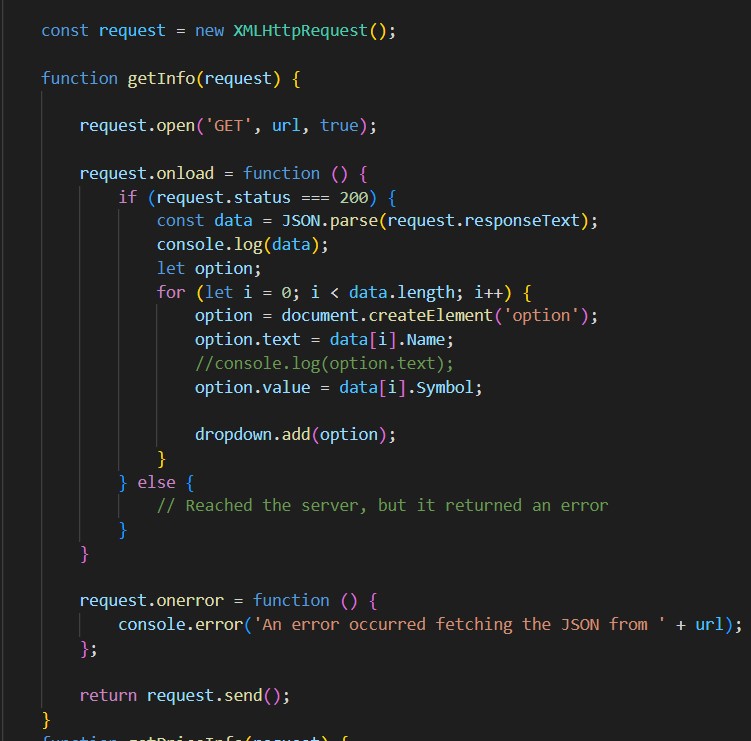 const request = new XMLHttpRequest();
function getInfo(request) {
request.open('GET', url, true);
request.onload = function () {
if (request.status === 200) {
const data = JSON.parse(request.responseText);
console.log(data);
let option;
for (let i = 0; i < data.length; i++) {
option = document.createElement('option');
option.text = data[i].Name;
//console.log(option.text);
option.value = data[i].Symbol;
dropdown.add(option);
}
} else {
// Reached the server, but it returned an error
}
}
request.onerror = function () {
console.error('An error occurred fetching the JSON from ' + url);
};
return request.send();
}
function getPriceInfo(request) {